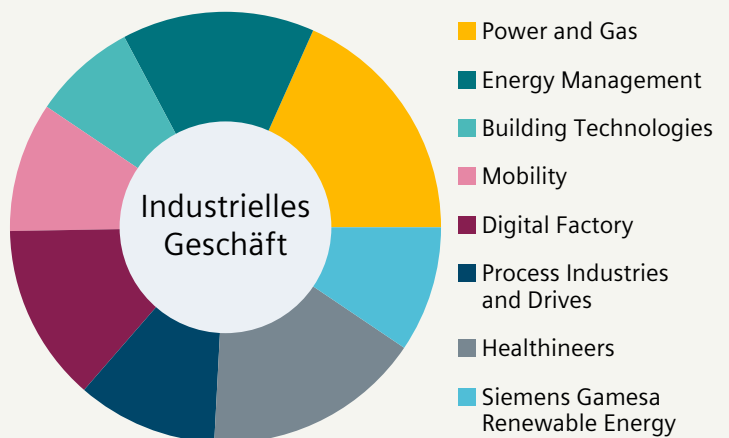 Industrielles
Geschäft
Power and Gas
Energy Management
Building Technologies
Mobility
Digital Factory
Process Industries
and Drives
Healthineers
Siemens Gamesa
Renewable Energy